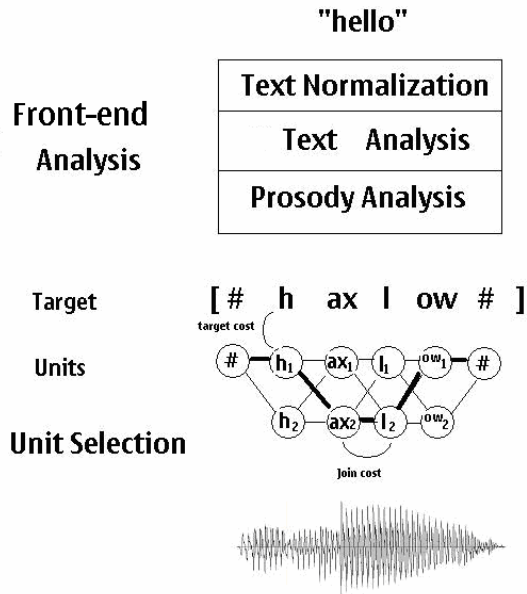 "hello"
Text Normalization
Front-end
Analysis
Text Analysis
Prosody Analysis
Target [ # h ax l ow # ]
target cost
Units # h1 ax1 l1 ow1 #
h2 ax2 l2 ow2
Unit Selection
Join cost